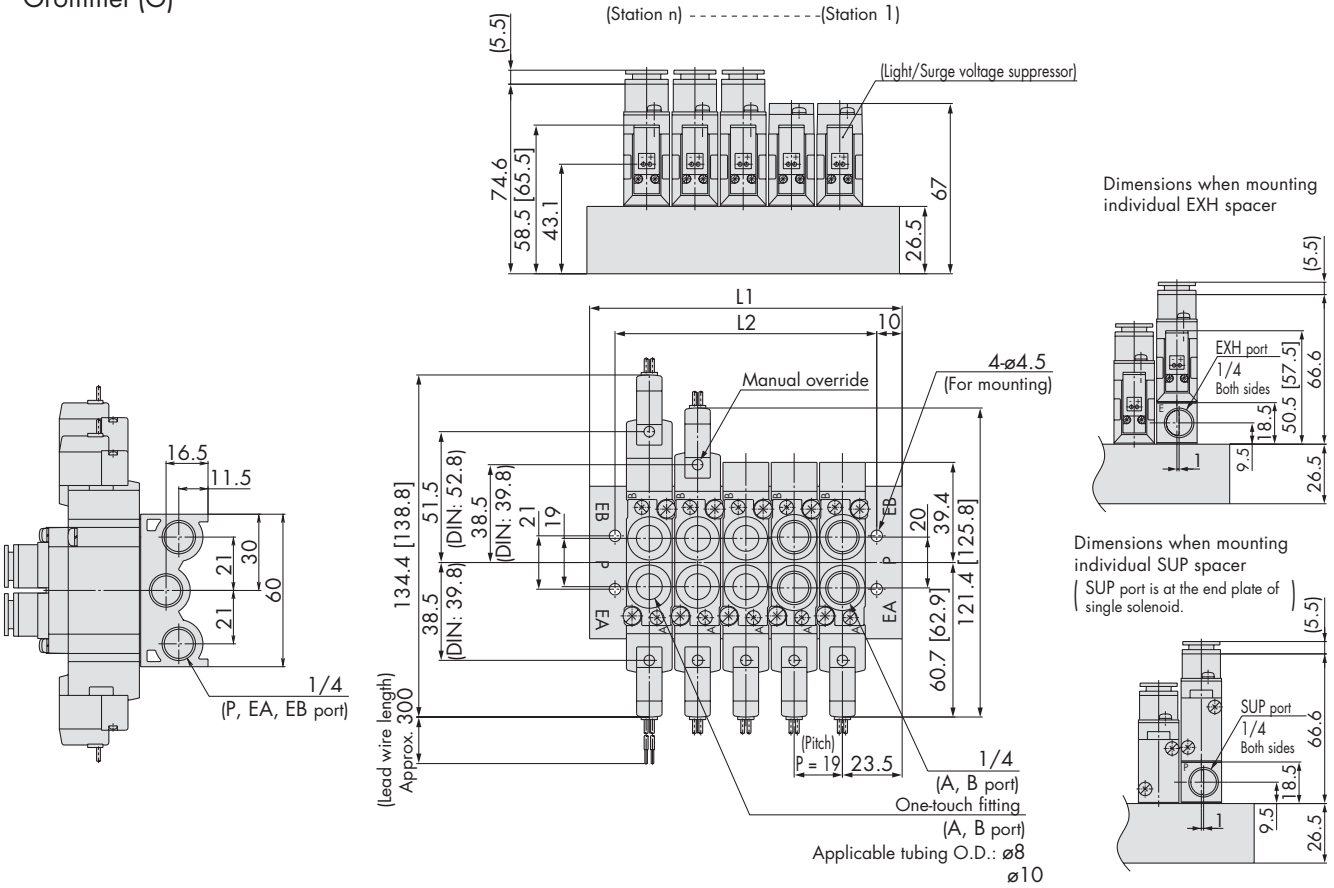 Grommet (G)
(Station n) - - - - - - - - - - - - -(Station 1)
(5.5)
(Light/Surge voltage suppressor)
74.6
58.5 [65.5]
43.1
67
26.5
Dimensions when mounting
individual EXH spacer
(5.5)
EXH port
1/4
Both sides
E
66.6
50.5 [57.5]
18.5
9.5
1
26.5
L1
L2
10
4-ø4.5
(For mounting)
Manual override
134.4 [138.8]
51.5
(DIN: 52.8)
38.5
(DIN: 39.8)
21
19
38.5
(DIN: 39.8)
EB
P
EA
B
B
B
B
B
A
A
A
A
A
EB
P
EA
20
39.4
60.7 [62.9]
121.4 [125.8]
(Lead wire length)
Approx. 300
(Pitch)
P = 19
23.5
1/4
(A, B port)
One-touch fitting
(A, B port)
Applicable tubing O.D.: ø8
ø10
16.5
11.5
21
21
30
60
1/4
(P, EA, EB port)
Dimensions when mounting
individual SUP spacer
( SUP port is at the end plate of
single solenoid. )
(5.5)
SUP port
1/4
Both sides
P
66.6
18.5
9.5
1
26.5